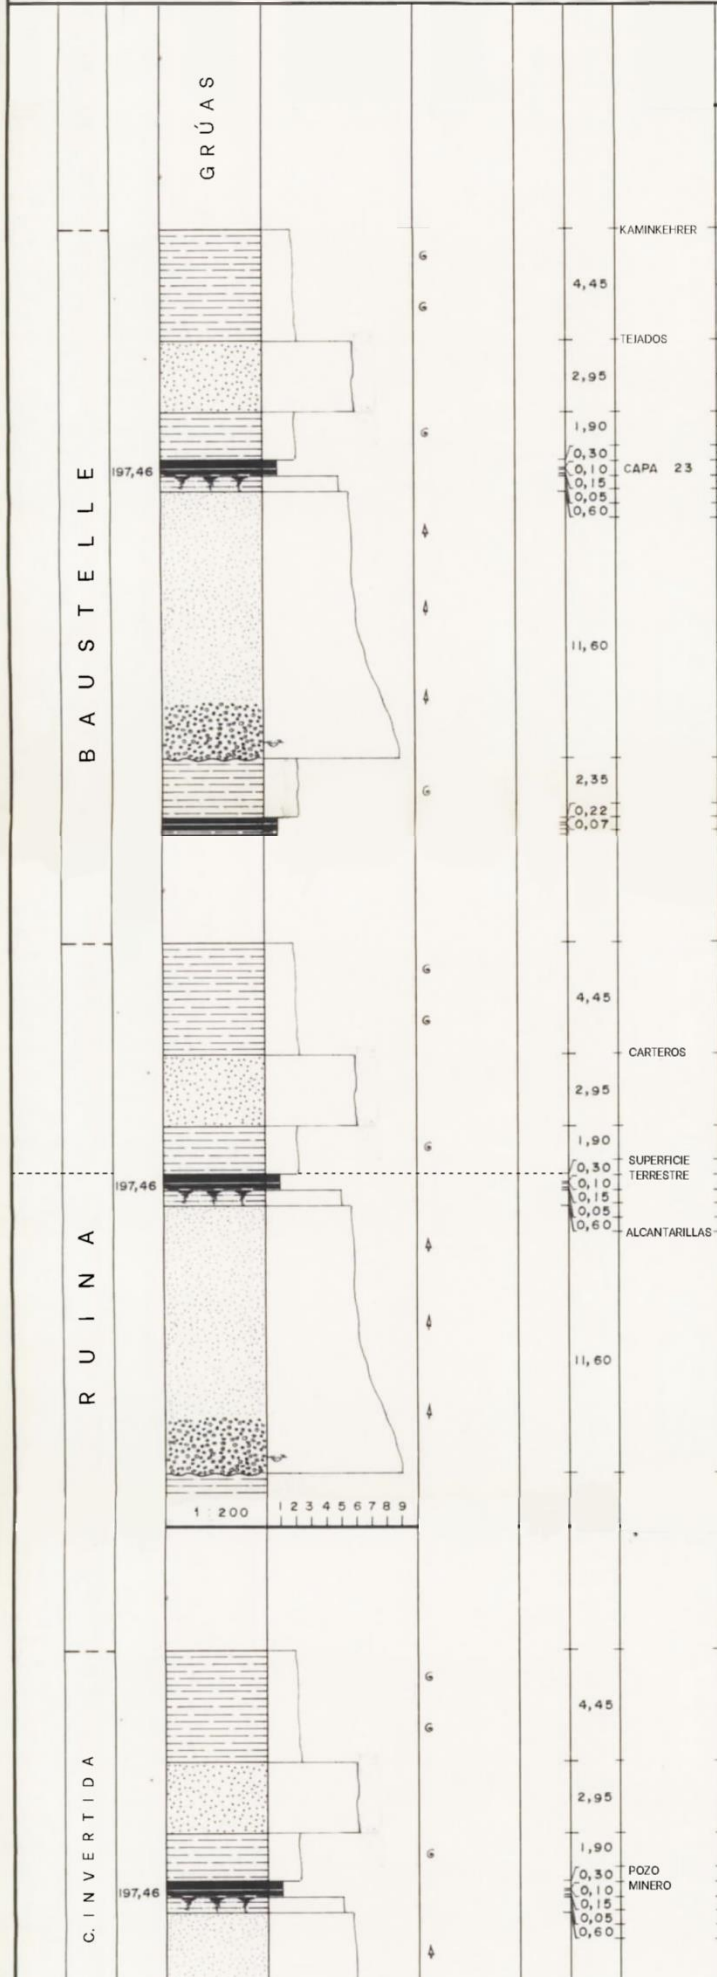 GRÚAS
KAMINKEHRER
4,45
TEJADOS
2,95
1,90
0,30
197,46
0,10
CAPA 23
0,15
0,05
0,60
BAUSTELLE
11,60
2,35
0,22
0,07
4,45
CARTEROS
2,95
1,90
0,30
SUPERFICIE
TERRESTRE
197,46
0,10
0,15
0,05
0,60
ALCANTARILLAS
RUINA
11,60
1 : 200
1 2 3 4 5 6 7 8 9
4,45
2,95
1,90
0,30
POZO
MINERO
197,46
0,10
0,15
0,05
0,60
C. INVERTIDA